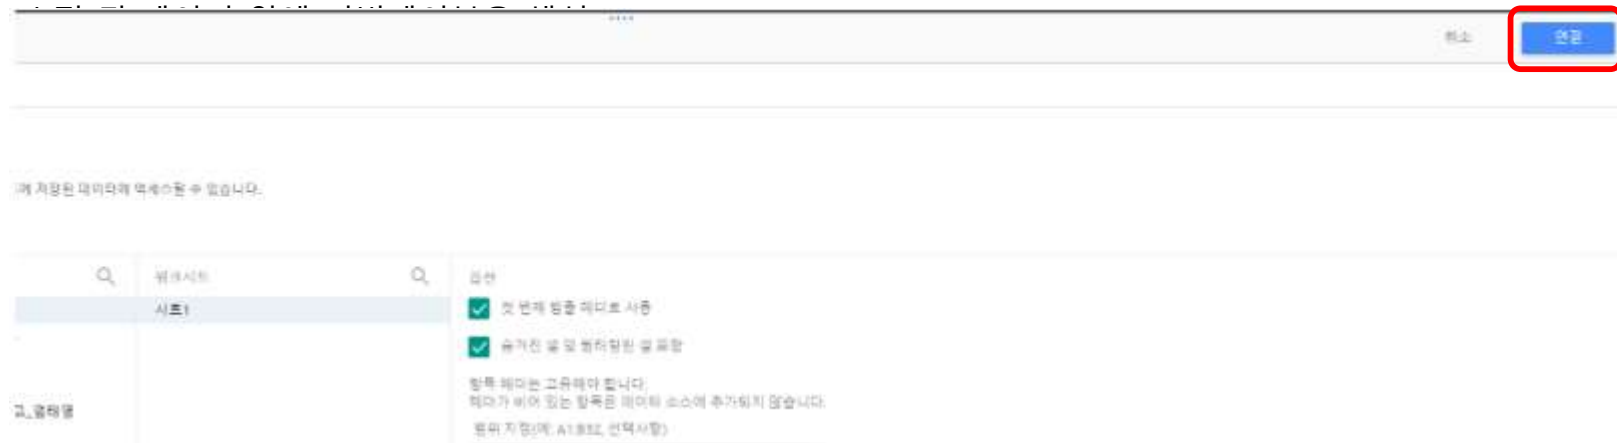 취소 연결
에 저장된 데이터에 액세스할 수 있습니다.
워크시트 옵션
시트1 첫 번째 행을 헤더로 사용
숨겨진 셀 및 필터링된 셀 포함
항목 헤더는 고유해야 합니다.
헤더가 비어 있는 항목은 데이터 소스에 추가되지 않습니다.
범위 지정(예: A1:B52, 선택사항)